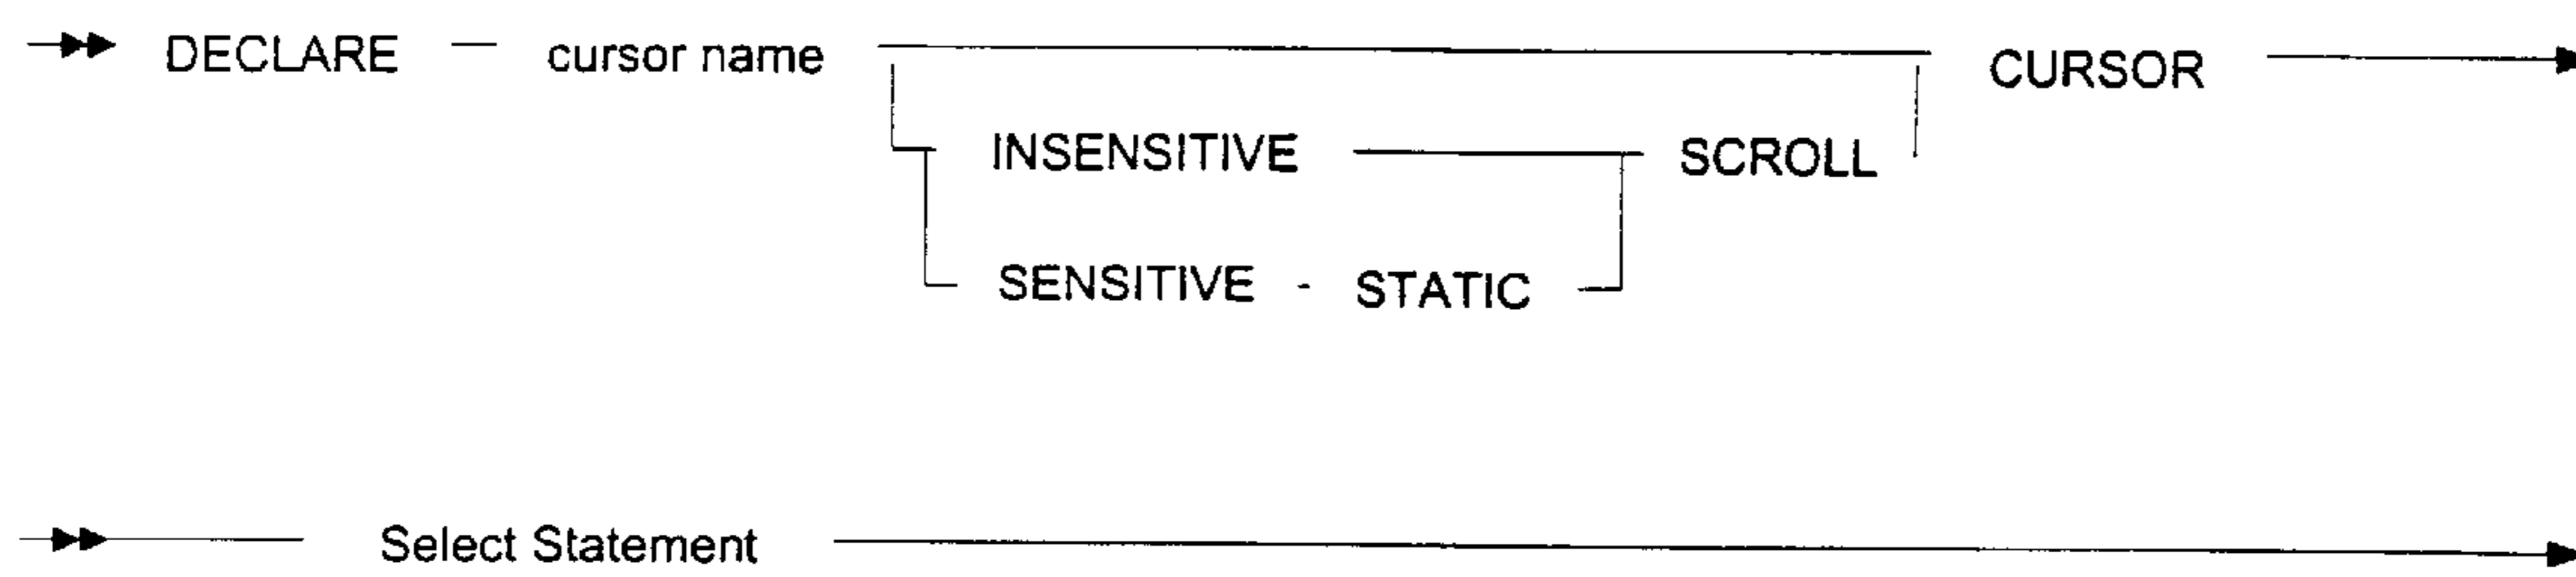 DECLARE cursor name CURSOR
INSENSITIVE SCROLL
SENSITIVE - STATIC
Select Statement